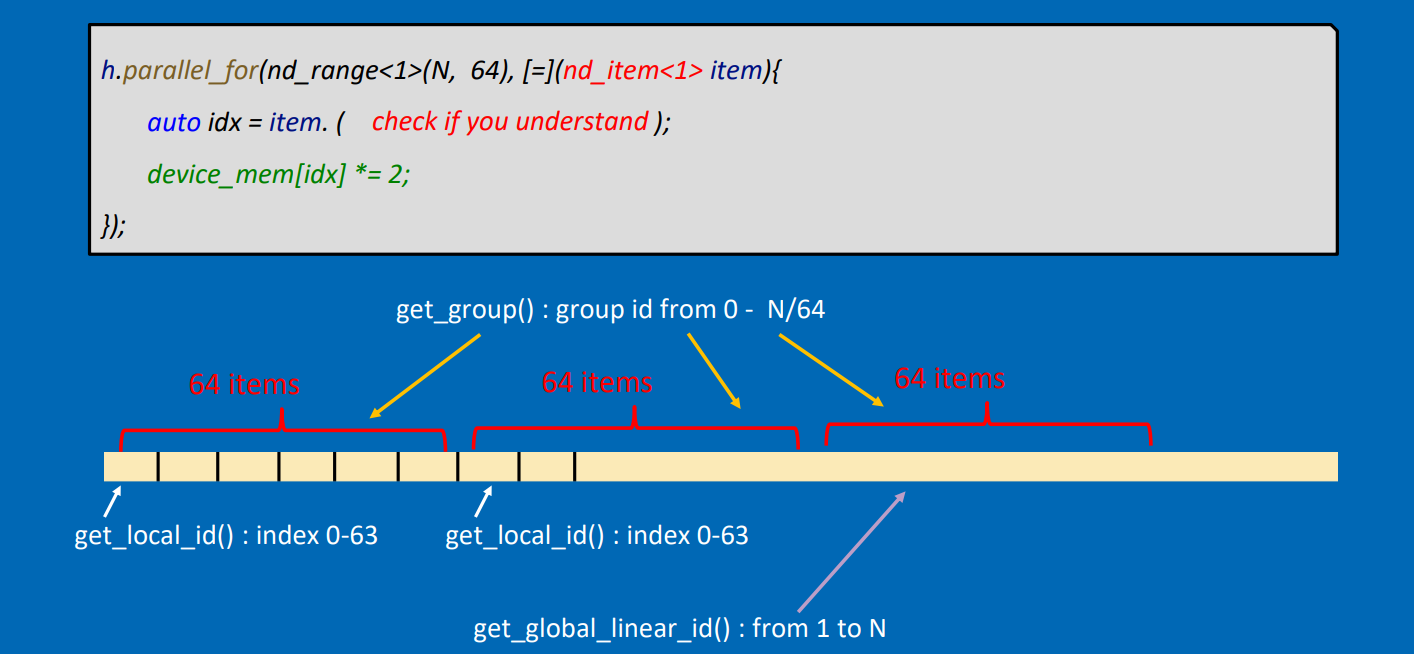 h.parallel_for(nd_range<1>(N, 64), [=](nd_item<1> item){
auto idx = item. ( check if you understand );
device_mem[idx] *= 2;
});
get_group() : group id from 0 - N/64
64 items
64 items
64 items
get_local_id() : index 0-63
get_local_id() : index 0-63
get_global_linear_id() : from 1 to N